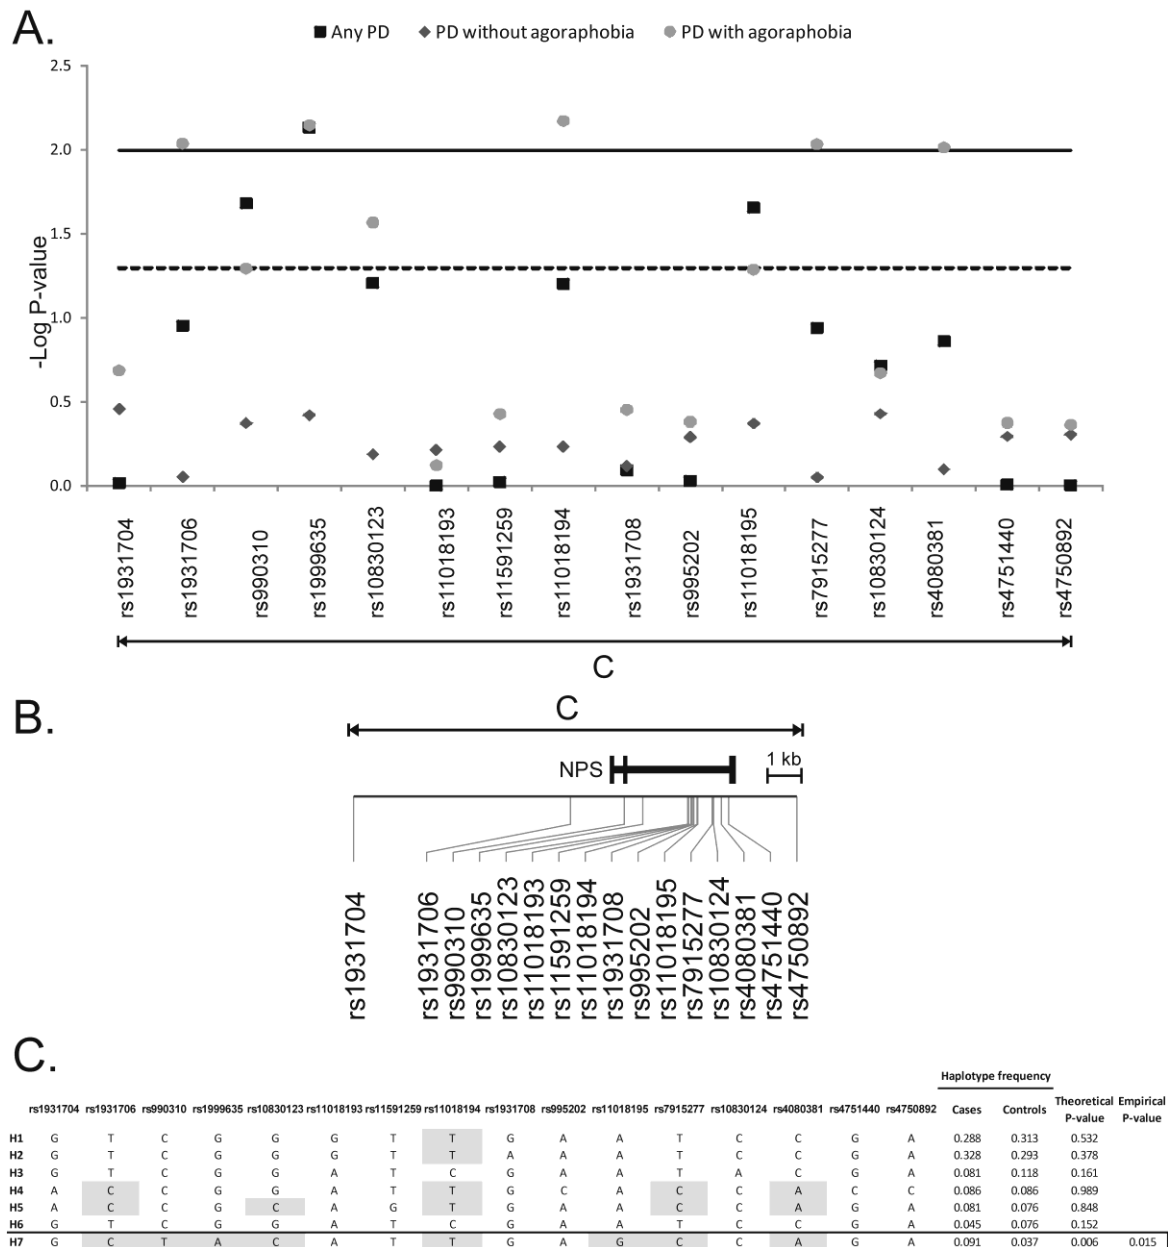 A.
Any PD PD without agoraphobia PD with agoraphobia
2.5
2.0
1.5
1.0
0.5
0.0
-Log P-value
rs1931704 rs1931706 rs990310 rs1999635 rs10830123 rs11018193 rs11591259 rs11018194 rs1931708 rs995202 rs11018195 rs7915277 rs10830124 rs4080381 rs4751440 rs4750892
C
B.
C
NPS 1 kb
rs1931704 rs1931706 rs990310 rs1999635 rs10830123 rs11018193 rs11591259 rs11018194 rs1931708 rs995202 rs11018195 rs7915277 rs10830124 rs4080381 rs4751440 rs4750892
C.
Haplotype frequency
rs1931704 rs1931706 rs990310 rs1999635 rs10830123 rs11018193 rs11591259 rs11018194 rs1931708 rs995202 rs11018195 rs7915277 rs10830124 rs4080381 rs4751440 rs4750892 Cases Controls Theoretical P-value Empirical P-value
H1 G T C G G G T T G A A T C C G A 0.288 0.313 0.532
H2 G T C G G G T T A A A T C C G A 0.328 0.293 0.378
H3 G T C G G A T C G A A T A C G A 0.081 0.118 0.161
H4 A C C G G A T T G C A C C A C C 0.086 0.086 0.989
H5 A C C G C A G T G A A C C A G A 0.081 0.076 0.848
H6 G T C G G A T C G A A T C C G A 0.045 0.076 0.152
H7 G C T A C A T T G A G C C A G A 0.091 0.037 0.006 0.015